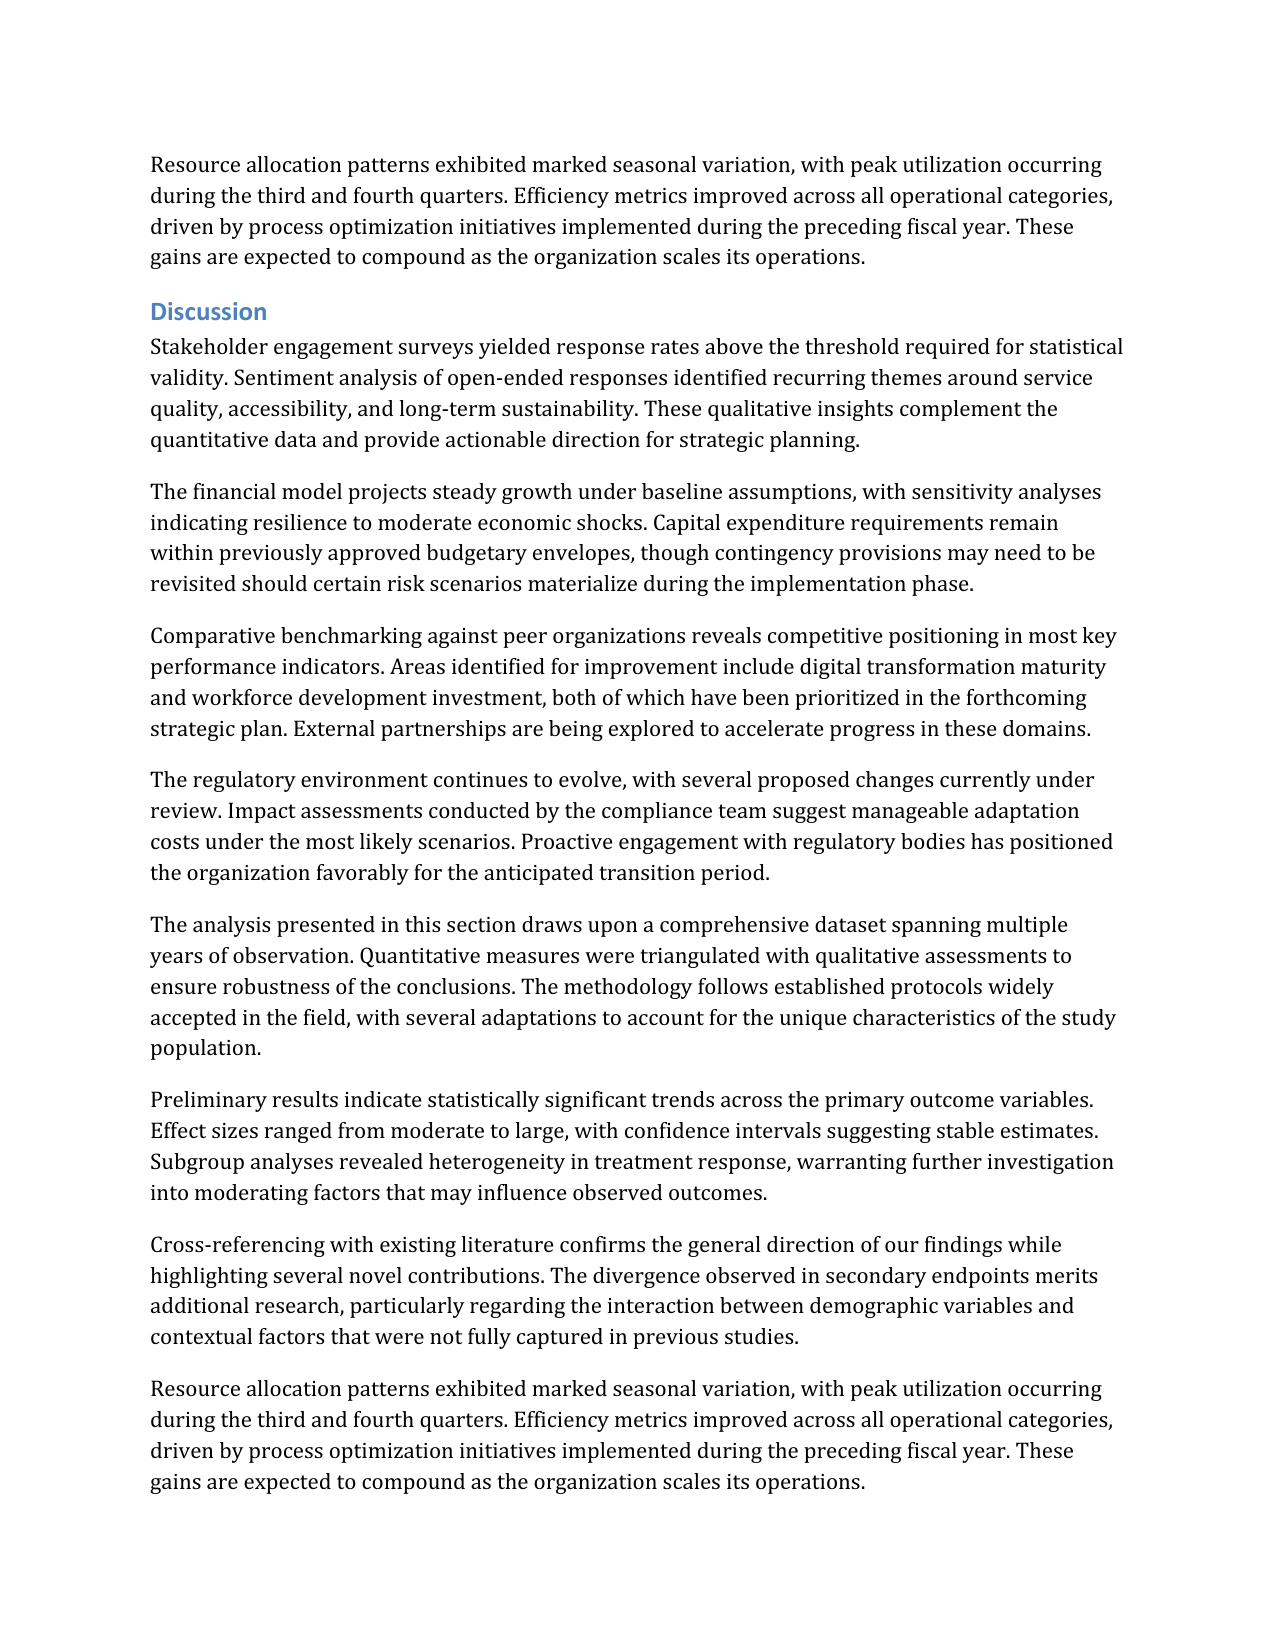 Resource allocation patterns exhibited marked seasonal variation, with peak utilization occurring
during the third and fourth quarters. Efficiency metrics improved across all operational categories,
driven by process optimization initiatives implemented during the preceding fiscal year. These
gains are expected to compound as the organization scales its operations.
Discussion
Stakeholder engagement surveys yielded response rates above the threshold required for statistical
validity. Sentiment analysis of open-ended responses identified recurring themes around service
quality, accessibility, and long-term sustainability. These qualitative insights complement the
quantitative data and provide actionable direction for strategic planning.
The financial model projects steady growth under baseline assumptions, with sensitivity analyses
indicating resilience to moderate economic shocks. Capital expenditure requirements remain
within previously approved budgetary envelopes, though contingency provisions may need to be
revisited should certain risk scenarios materialize during the implementation phase.
Comparative benchmarking against peer organizations reveals competitive positioning in most key
performance indicators. Areas identified for improvement include digital transformation maturity
and workforce development investment, both of which have been prioritized in the forthcoming
strategic plan. External partnerships are being explored to accelerate progress in these domains.
The regulatory environment continues to evolve, with several proposed changes currently under
review. Impact assessments conducted by the compliance team suggest manageable adaptation
costs under the most likely scenarios. Proactive engagement with regulatory bodies has positioned
the organization favorably for the anticipated transition period.
The analysis presented in this section draws upon a comprehensive dataset spanning multiple
years of observation. Quantitative measures were triangulated with qualitative assessments to
ensure robustness of the conclusions. The methodology follows established protocols widely
accepted in the field, with several adaptations to account for the unique characteristics of the study
population.
Preliminary results indicate statistically significant trends across the primary outcome variables.
Effect sizes ranged from moderate to large, with confidence intervals suggesting stable estimates.
Subgroup analyses revealed heterogeneity in treatment response, warranting further investigation
into moderating factors that may influence observed outcomes.
Cross-referencing with existing literature confirms the general direction of our findings while
highlighting several novel contributions. The divergence observed in secondary endpoints merits
additional research, particularly regarding the interaction between demographic variables and
contextual factors that were not fully captured in previous studies.
Resource allocation patterns exhibited marked seasonal variation, with peak utilization occurring
during the third and fourth quarters. Efficiency metrics improved across all operational categories,
driven by process optimization initiatives implemented during the preceding fiscal year. These
gains are expected to compound as the organization scales its operations.